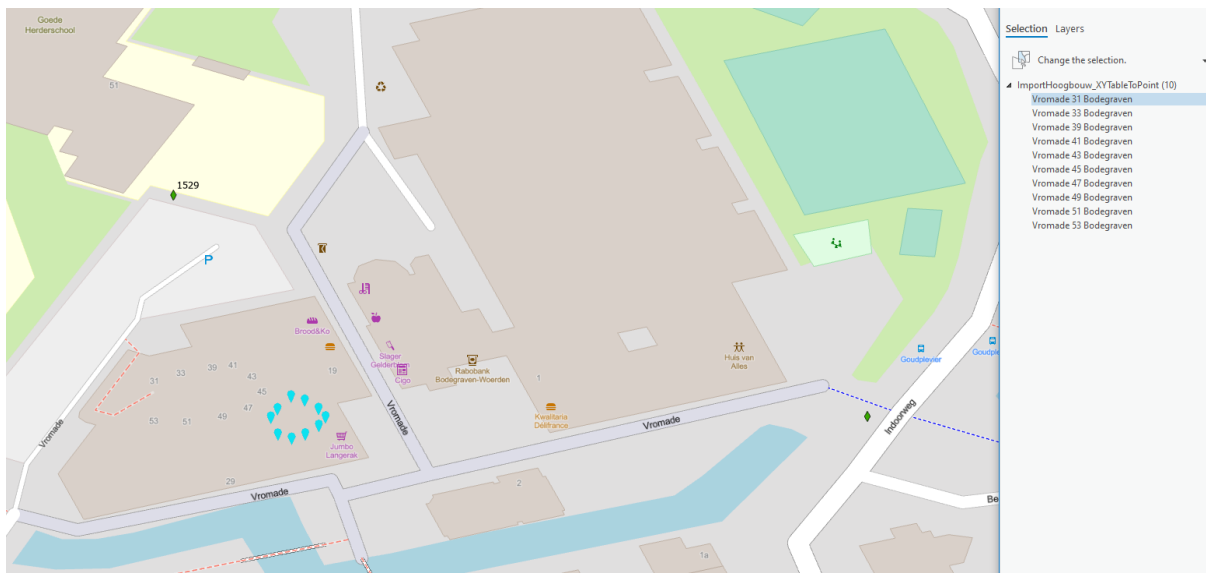 Goede
Herderschool
51
1529
P
Brood&Ko
Slager
Gelderblom
Cigo
Rabobank
Bodegraven-Woerden
1
Huis van
Alles
Goudplevier
Kwalitaria
Délifrance
19
41
39
33
43
31
45
47
49
51
53
Jumbo
Langerak
29
Vromade
Vromade
Vromade
Vromade
2
1a
Indoorweg
Be
Selection Layers
Change the selection.
ImportHoogbouw_XYTableToPoint (10)
Vromade 31 Bodegraven
Vromade 33 Bodegraven
Vromade 39 Bodegraven
Vromade 41 Bodegraven
Vromade 43 Bodegraven
Vromade 45 Bodegraven
Vromade 47 Bodegraven
Vromade 49 Bodegraven
Vromade 51 Bodegraven
Vromade 53 Bodegraven